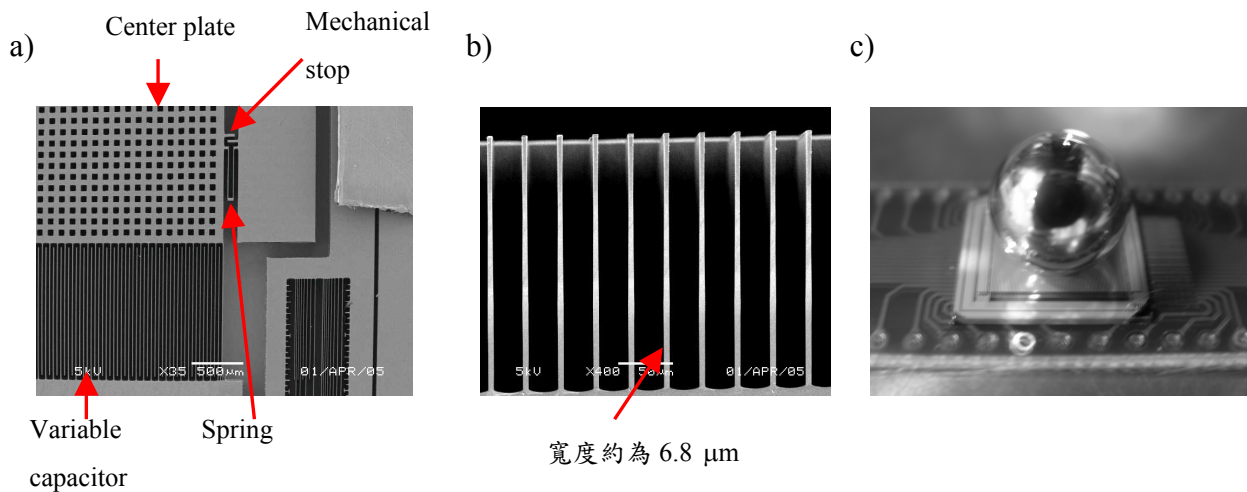 a)
Center plate
Mechanical
stop
b)
c)
5kV X35 500μm 01/APR/05
5kV X400 50μm 01/APR/05
Variable
capacitor
Spring
寬度約為 6.8 μm